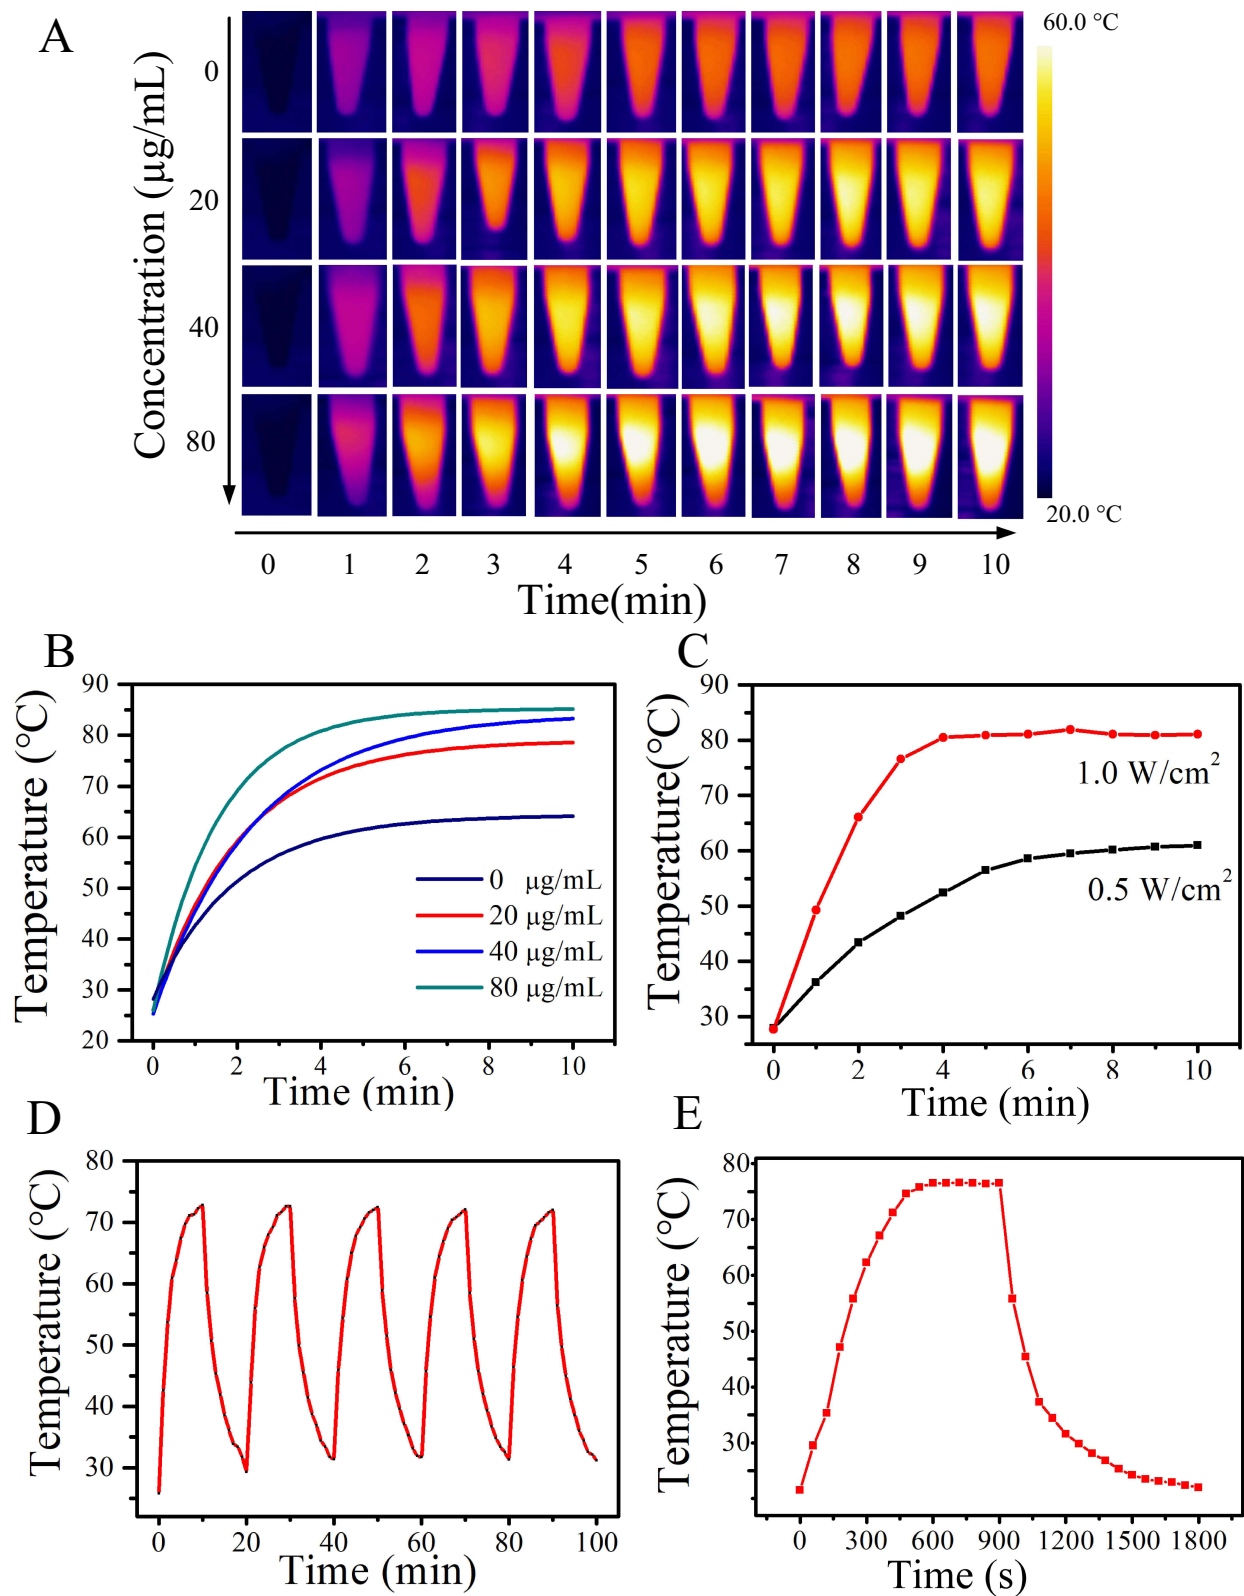 A
60.0 °C
Concentration (μg/mL)
0
20
40
80
20.0 °C
0 1 2 3 4 5 6 7 8 9 10
Time(min)
B
Temperature (°C)
90
80
70
60
50
40
30
20
0 μg/mL
20 μg/mL
40 μg/mL
80 μg/mL
0 2 4 6 8 10
Time (min)
C
Temperature(°C)
90
80
70
60
50
40
30
1.0 W/cm²
0.5 W/cm²
0 2 4 6 8 10
Time (min)
D
Temperature (°C)
80
70
60
50
40
30
0 20 40 60 80 100
Time (min)
E
Temperature (°C)
80
70
60
50
40
30
0 300 600 900 1200 1500 1800
Time (s)